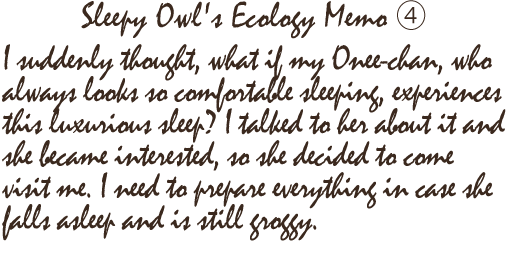 Sleepy Owl's Ecology Memo ④
I suddenly thought, what if my Onee-chan, who
always looks so comfortable sleeping, experiences
this luxurious sleep? I talked to her about it and
she became interested, so she decided to come
visit me. I need to prepare everything in case she
falls asleep and is still groggy.